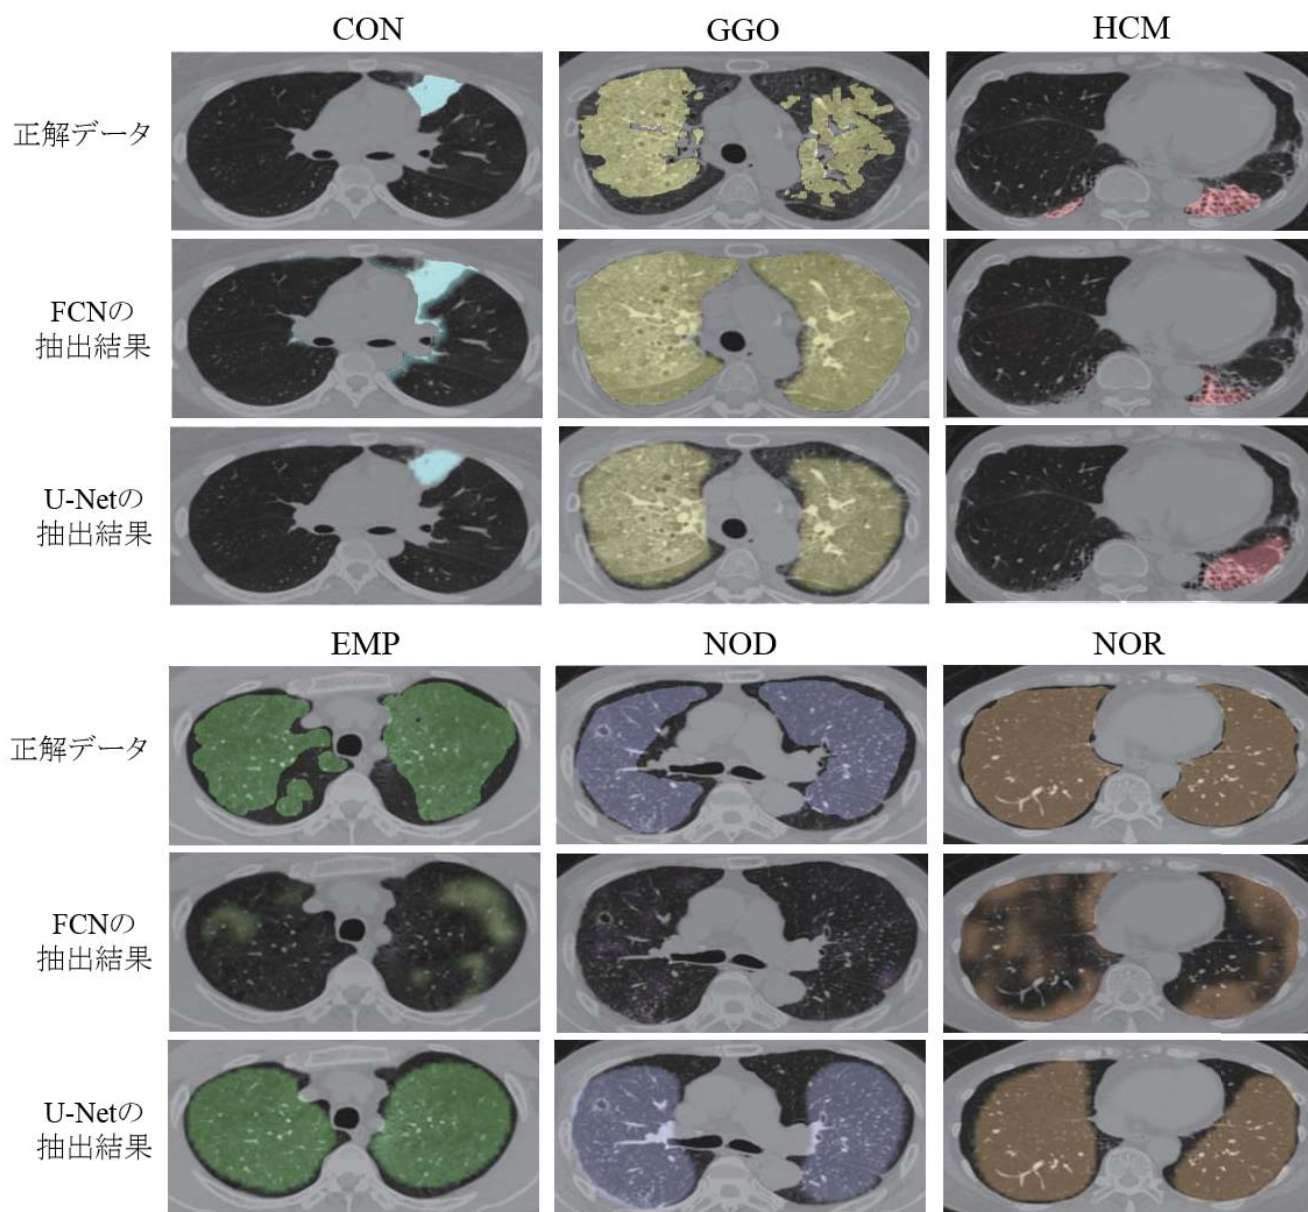 CON
GGO
HCM
正解データ
FCNの
抽出結果
U-Netの
抽出結果
EMP
NOD
NOR
正解データ
FCNの
抽出結果
U-Netの
抽出結果